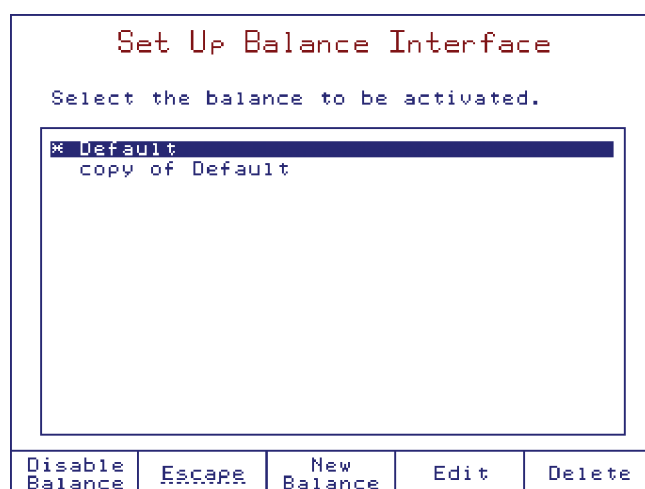 Set Up Balance Interface
Select the balance to be activated.
* Default
copy of Default
Disable Balance
Escape
New Balance
Edit
Delete